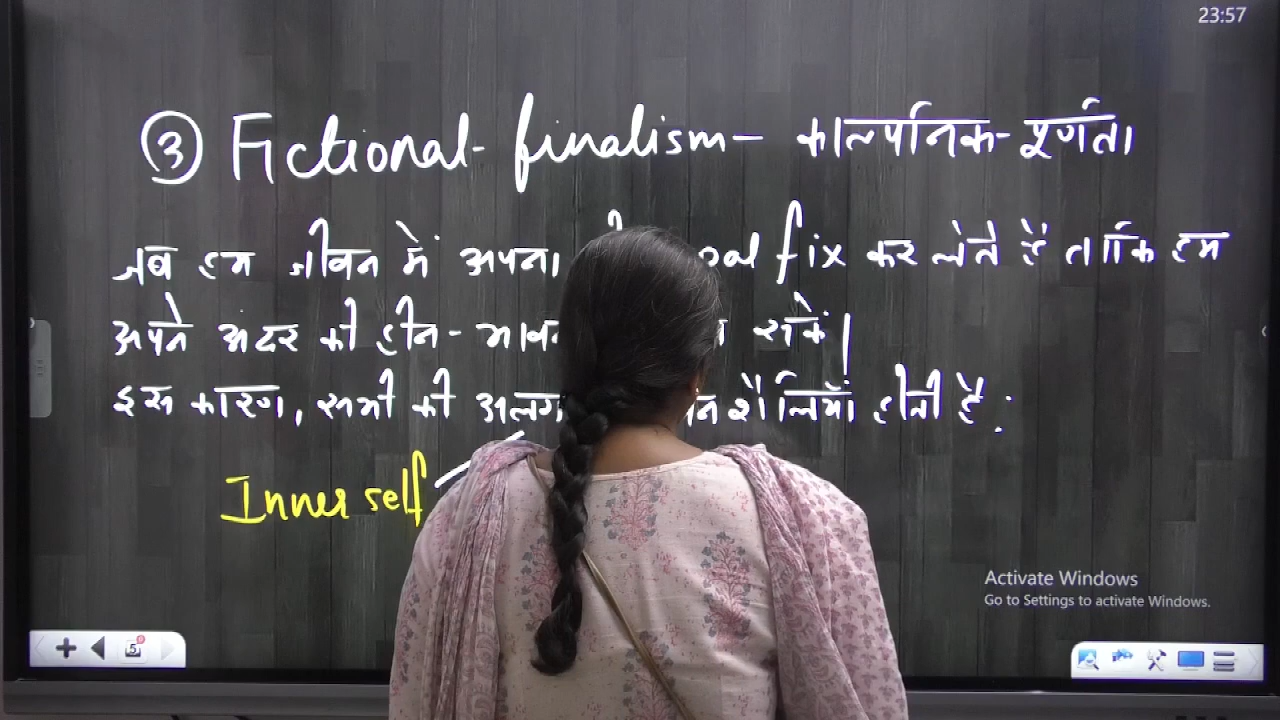 23:57
③ Fictional- finalism- काल्पनिक-पूर्णता
जब हम जीवन में अपना fix कर लेते हैं ताकि हम
अपने अंदर की हीन- सकें।
इस कारण, सभी की अलग शैलियाँ होती हैं:
Inner self
Activate Windows
Go to Settings to activate Windows.
5